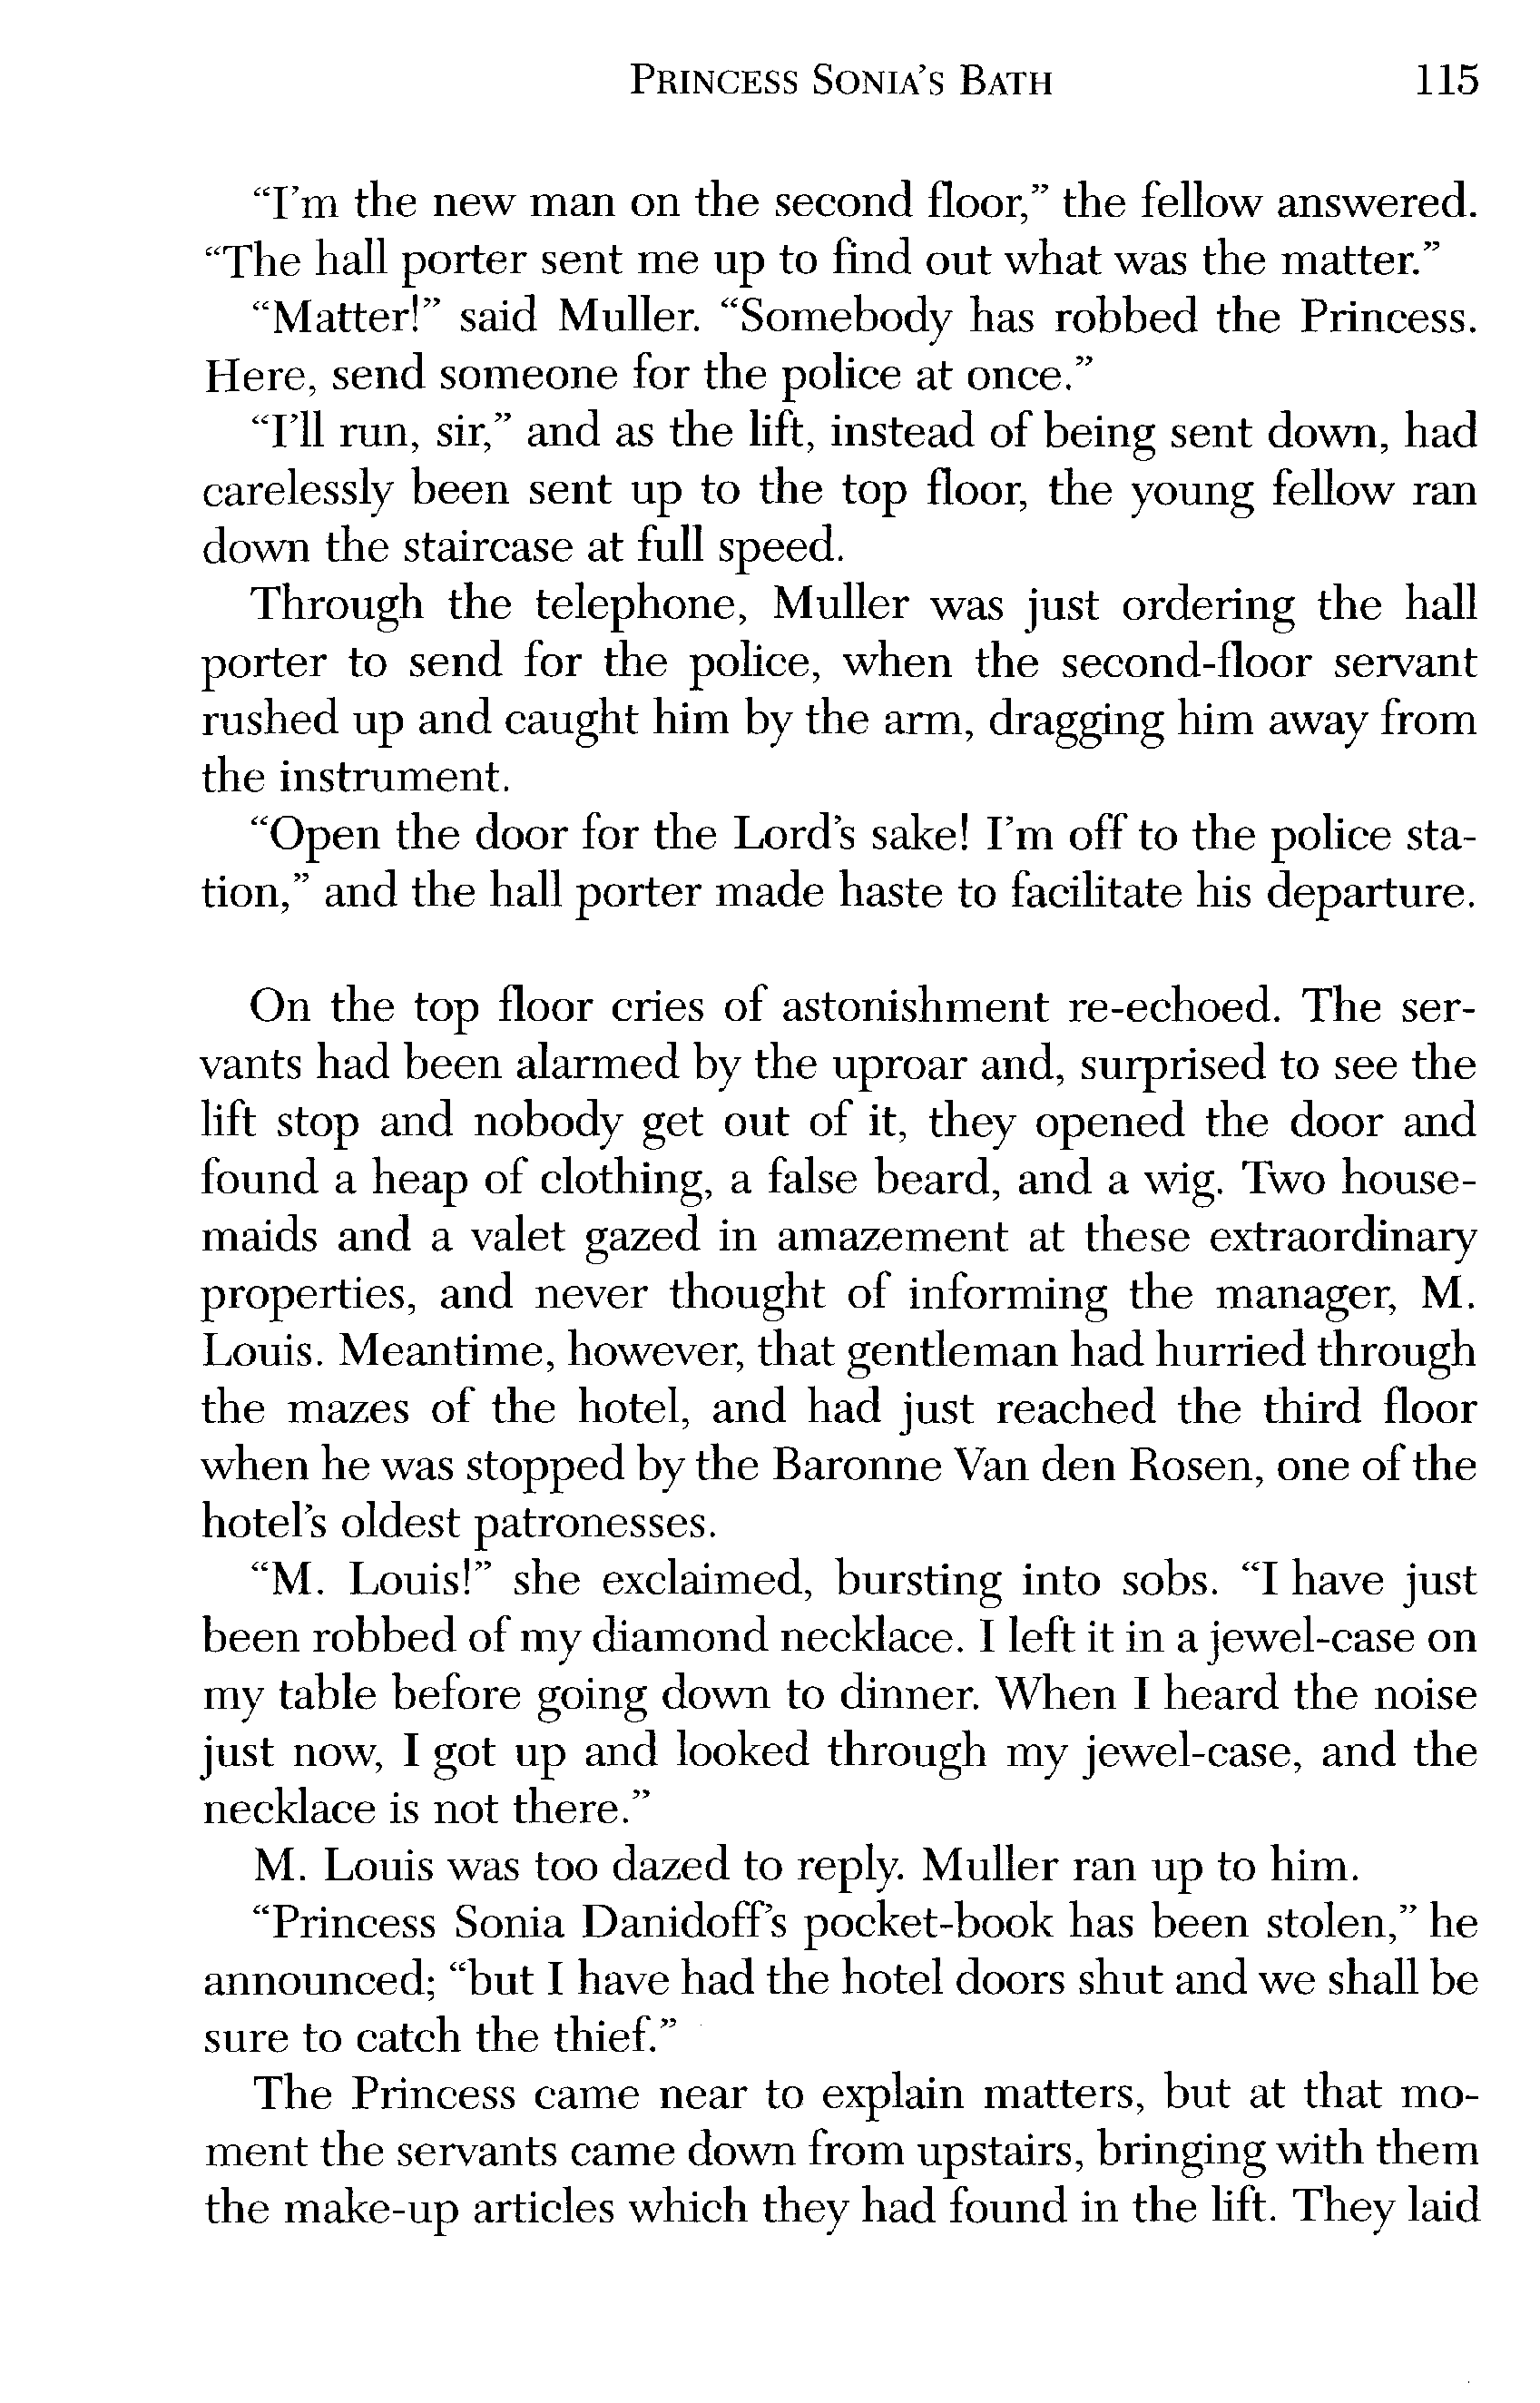 PRINCESS SONIA’S BATH 115
“I’m the new man on the second floor,” the fellow answered.
“The hall porter sent me up to find out what was the matter.”
“Matter!” said Muller. “Somebody has robbed the Princess.
Here, send someone for the police at once.”
“I’ll run, sir,” and as the lift, instead of being sent down, had
carelessly been sent up to the top floor, the young fellow ran
down the staircase at full speed.
Through the telephone, Muller was just ordering the hall
porter to send for the police, when the second-floor servant
rushed up and caught him by the arm, dragging him away from
the instrument.
“Open the door for the Lord’s sake! I’m off to the police sta-
tion,” and the hall porter made haste to facilitate his departure.
On the top floor cries of astonishment re-echoed. The ser-
vants had been alarmed by the uproar and, surprised to see the
lift stop and nobody get out of it, they opened the door and
found a heap of clothing, a false beard, and a wig. Two house-
maids and a valet gazed in amazement at these extraordinary
properties, and never thought of informing the manager, M.
Louis. Meantime, however, that gentleman had hurried through
the mazes of the hotel, and had just reached the third floor
when he was stopped by the Baronne Van den Rosen, one of the
hotel’s oldest patronesses.
“M. Louis!” she exclaimed, bursting into sobs. “I have just
been robbed of my diamond necklace. I left it in a jewel-case on
my table before going down to dinner. When I heard the noise
just now, I got up and looked through my jewel-case, and the
necklace is not there.”
M. Louis was too dazed to reply. Muller ran up to him.
“Princess Sonia Danidoff’s pocket-book has been stolen,” he
announced; “but I have had the hotel doors shut and we shall be
sure to catch the thief.”
The Princess came near to explain matters, but at that mo-
ment the servants came down from upstairs, bringing with them
the make-up articles which they had found in the lift. They laid